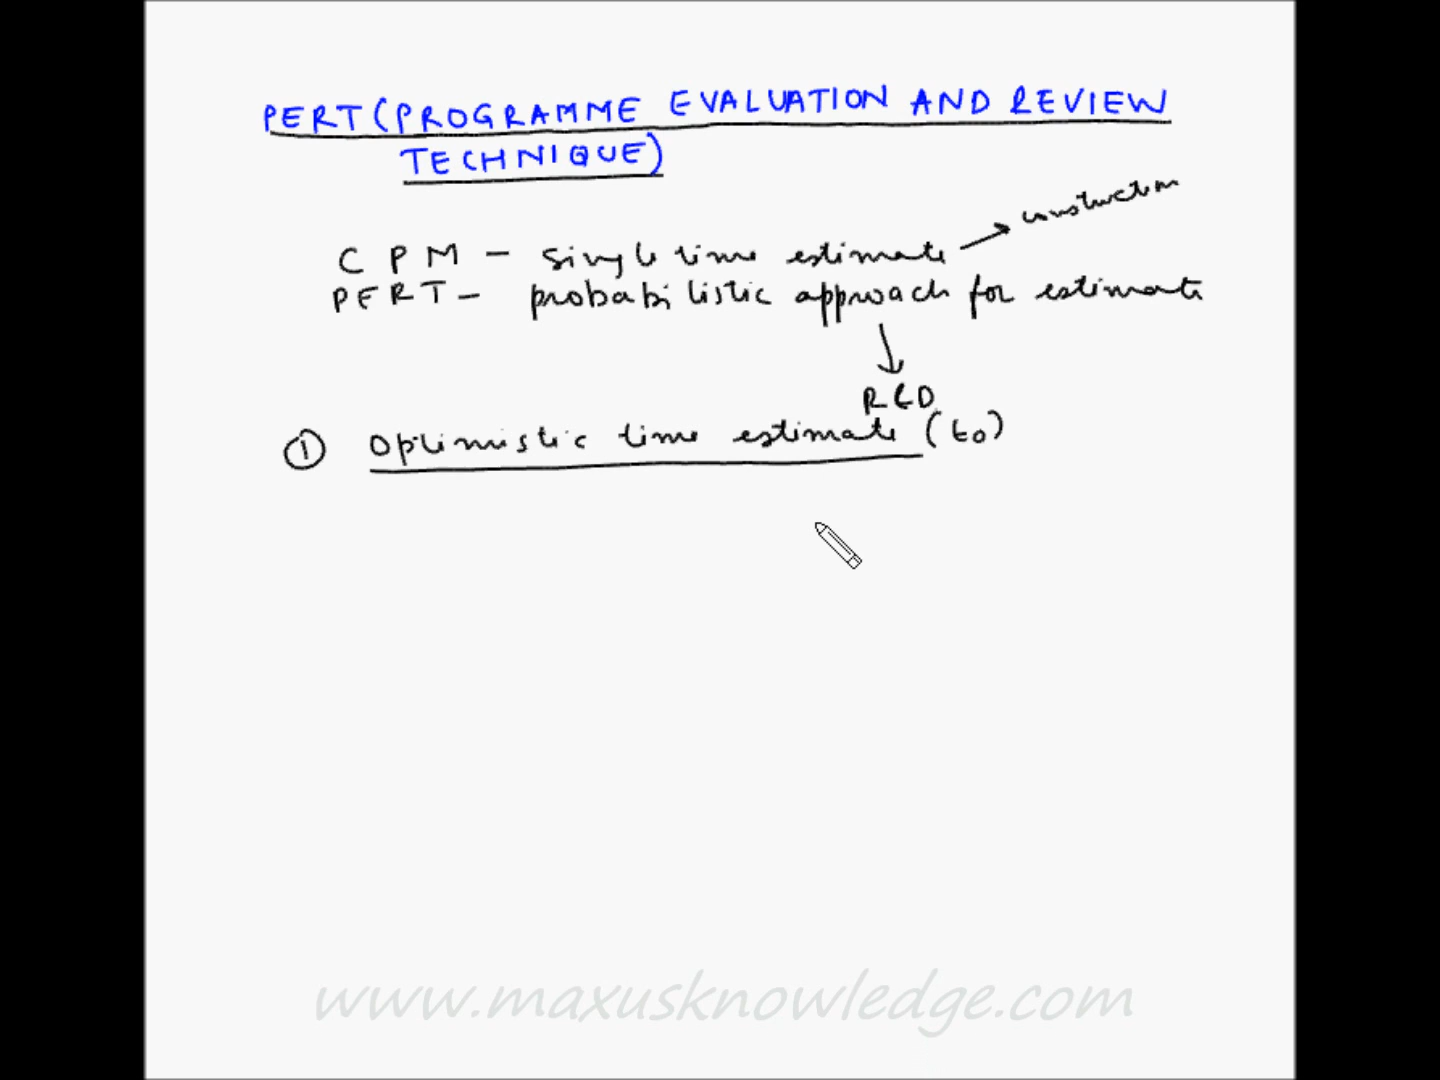 PERT(PROGRAMME EVALUATION AND REVIEW
TECHNIQUE)
construction
CPM - single time estimate
PERT - probabilistic approach for estimate
R&D
① Optimistic time estimate (to)
www.maxusknowledge.com